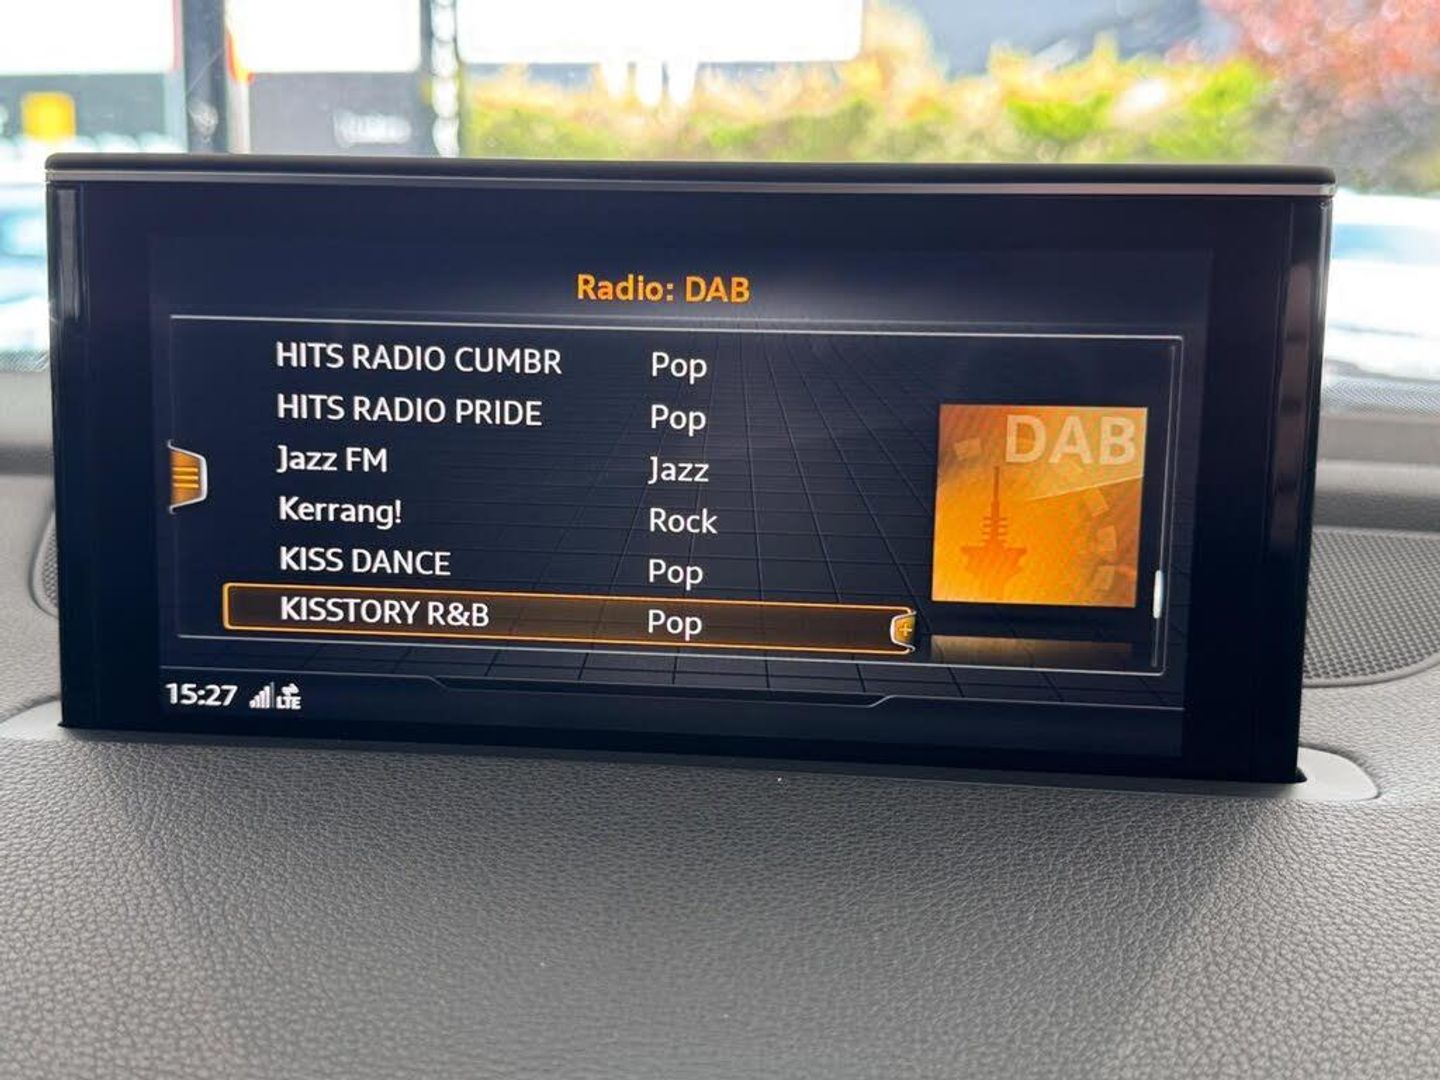 Radio: DAB
HITS RADIO CUMBR Pop
HITS RADIO PRIDE Pop
Jazz FM Jazz
Kerrang! Rock
KISS DANCE Pop
KISSTORY R&B Pop
DAB
15:27 LTE